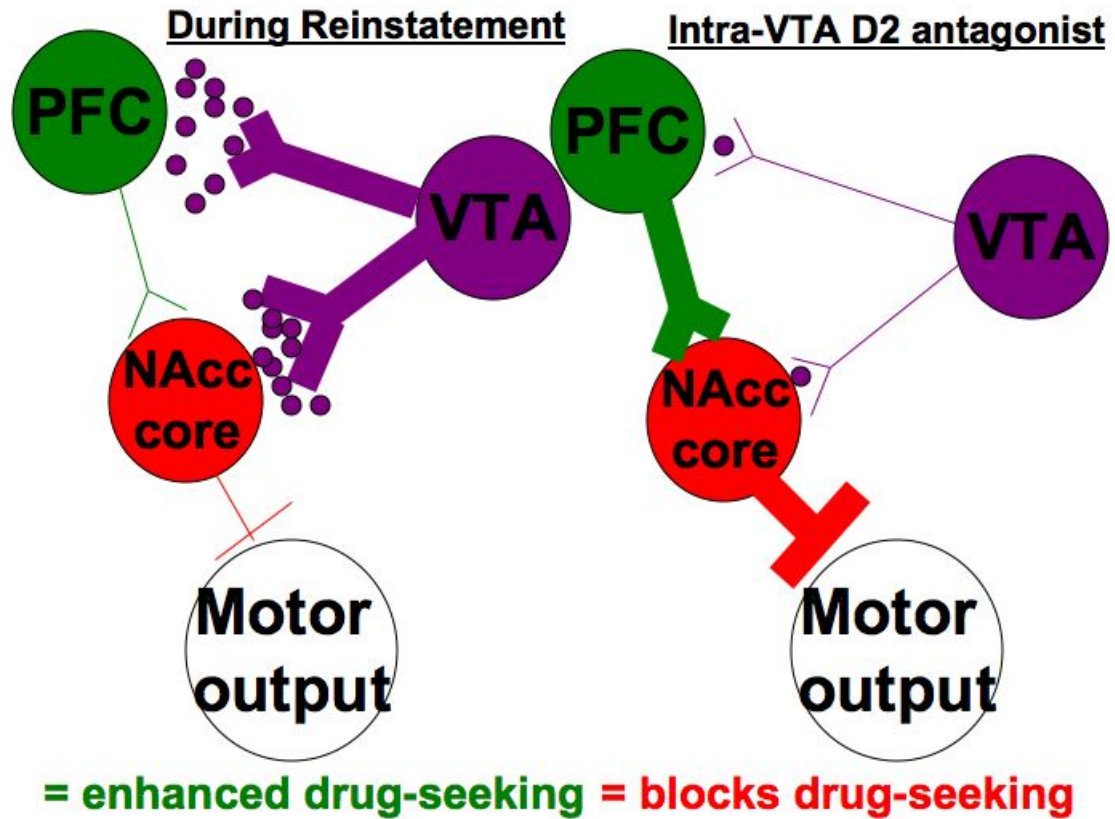 During Reinstatement
PFC
VTA
NAcc
core
Motor
output
= enhanced drug-seeking
Intra-VTA D2 antagonist
PFC
VTA
NAcc
core
Motor
output
= blocks drug-seeking